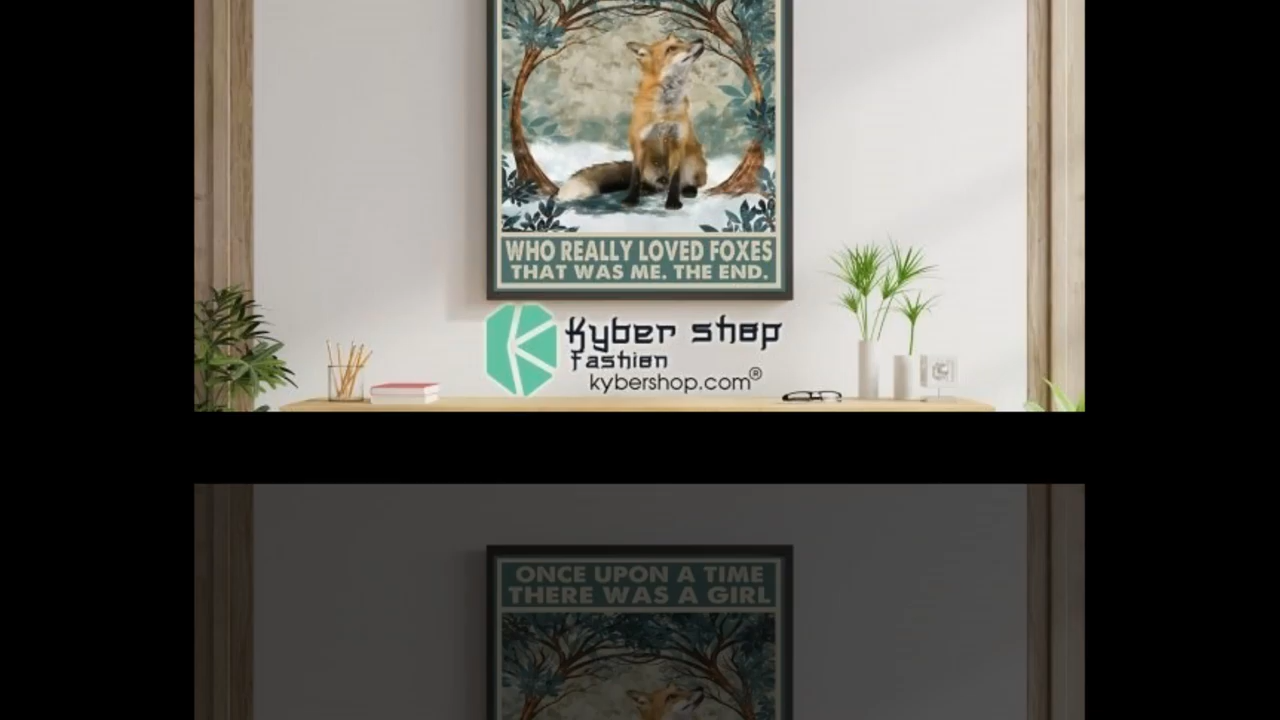 WHO REALLY LOVED FOXES
THAT WAS ME. THE END.
Kyber shop
fashion
kybershop.com®
ONCE UPON A TIME
THERE WAS A GIRL